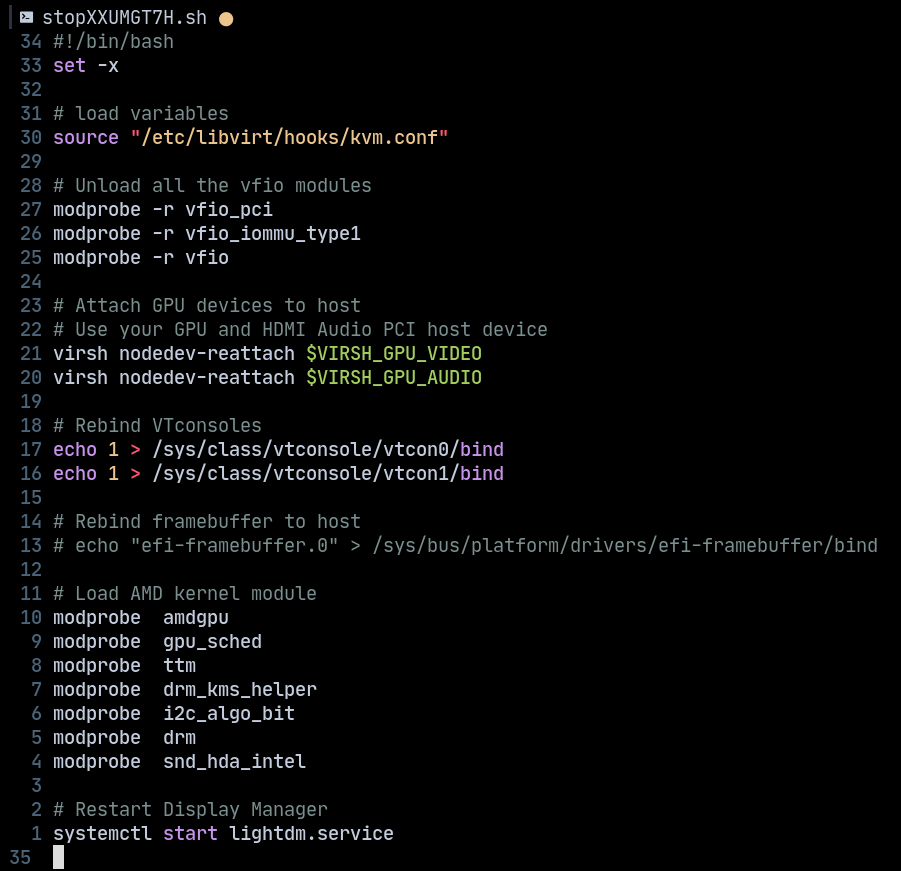 stopXXUMGT7H.sh
34 #!/bin/bash
33 set -x
32
31 # load variables
30 source "/etc/libvirt/hooks/kvm.conf"
29
28 # Unload all the vfio modules
27 modprobe -r vfio_pci
26 modprobe -r vfio_iommu_type1
25 modprobe -r vfio
24
23 # Attach GPU devices to host
22 # Use your GPU and HDMI Audio PCI host device
21 virsh nodedev-reattach $VIRSH_GPU_VIDEO
20 virsh nodedev-reattach $VIRSH_GPU_AUDIO
19
18 # Rebind VTconsoles
17 echo 1 > /sys/class/vtconsole/vtcon0/bind
16 echo 1 > /sys/class/vtconsole/vtcon1/bind
15
14 # Rebind framebuffer to host
13 # echo "efi-framebuffer.0" > /sys/bus/platform/drivers/efi-framebuffer/bind
12
11 # Load AMD kernel module
10 modprobe  amdgpu
9 modprobe  gpu_sched
8 modprobe  ttm
7 modprobe  drm_kms_helper
6 modprobe  i2c_algo_bit
5 modprobe  drm
4 modprobe  snd_hda_intel
3
2 # Restart Display Manager
1 systemctl start lightdm.service
35